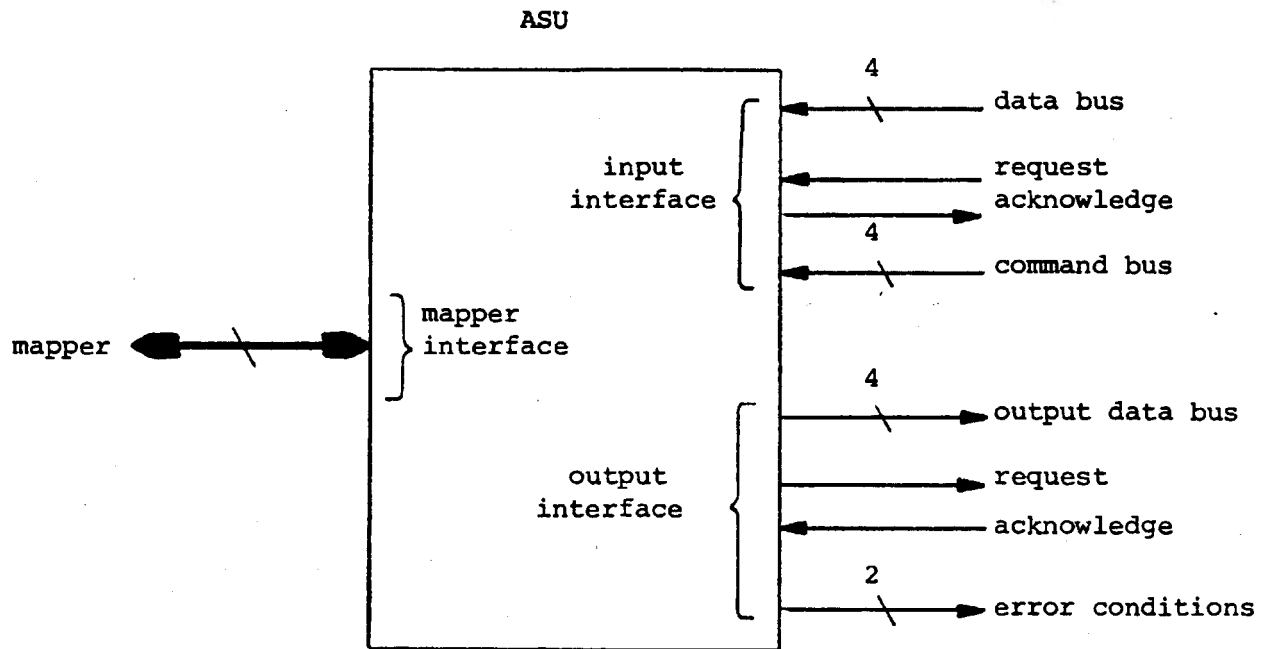 ASU
4
data bus
input
interface
request
acknowledge
4
command bus
mapper
mapper
interface
4
output data bus
output
interface
request
acknowledge
2
error conditions